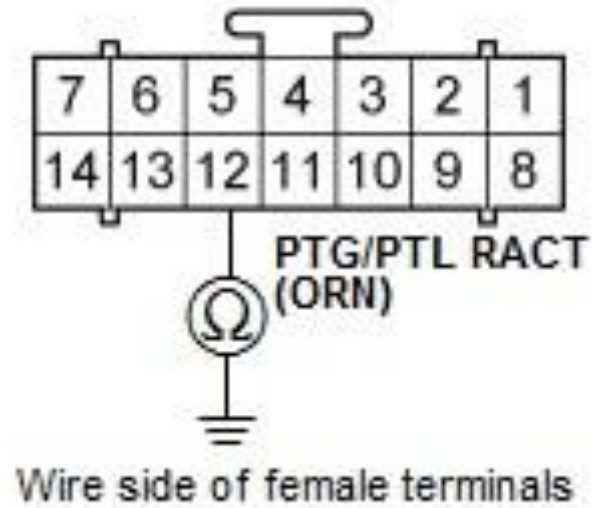 7 6 5 4 3 2 1
14 13 12 11 10 9 8
PTG/PTL RACT
(ORN)
Ω
Wire side of female terminals